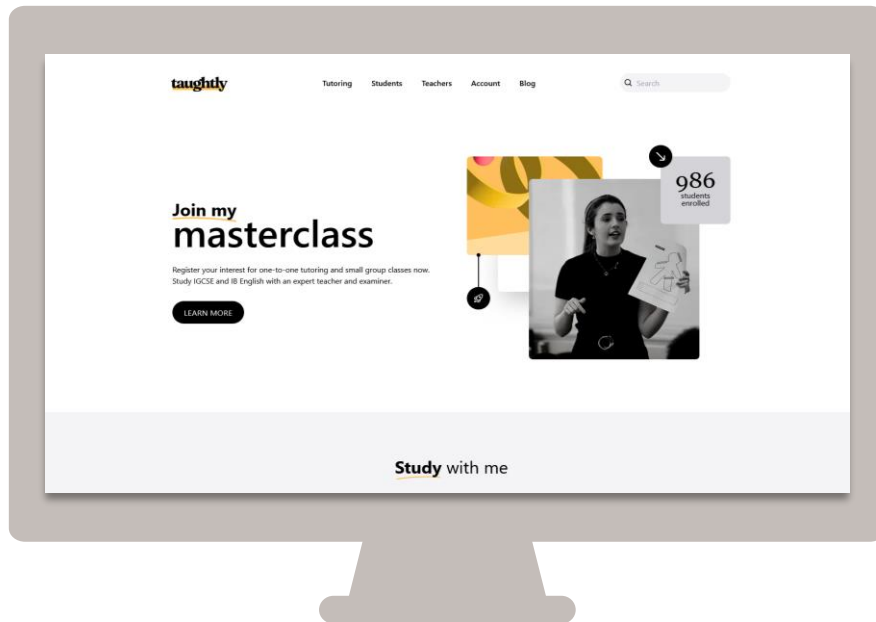 taughtly
Tutoring Students Teachers Account Blog
Search
986
students
enrolled
Join my
masterclass
Register your interest for one-to-one tutoring and small group classes now.
Study IGCSE and IB English with an expert teacher and examiner.
LEARN MORE
Study with me